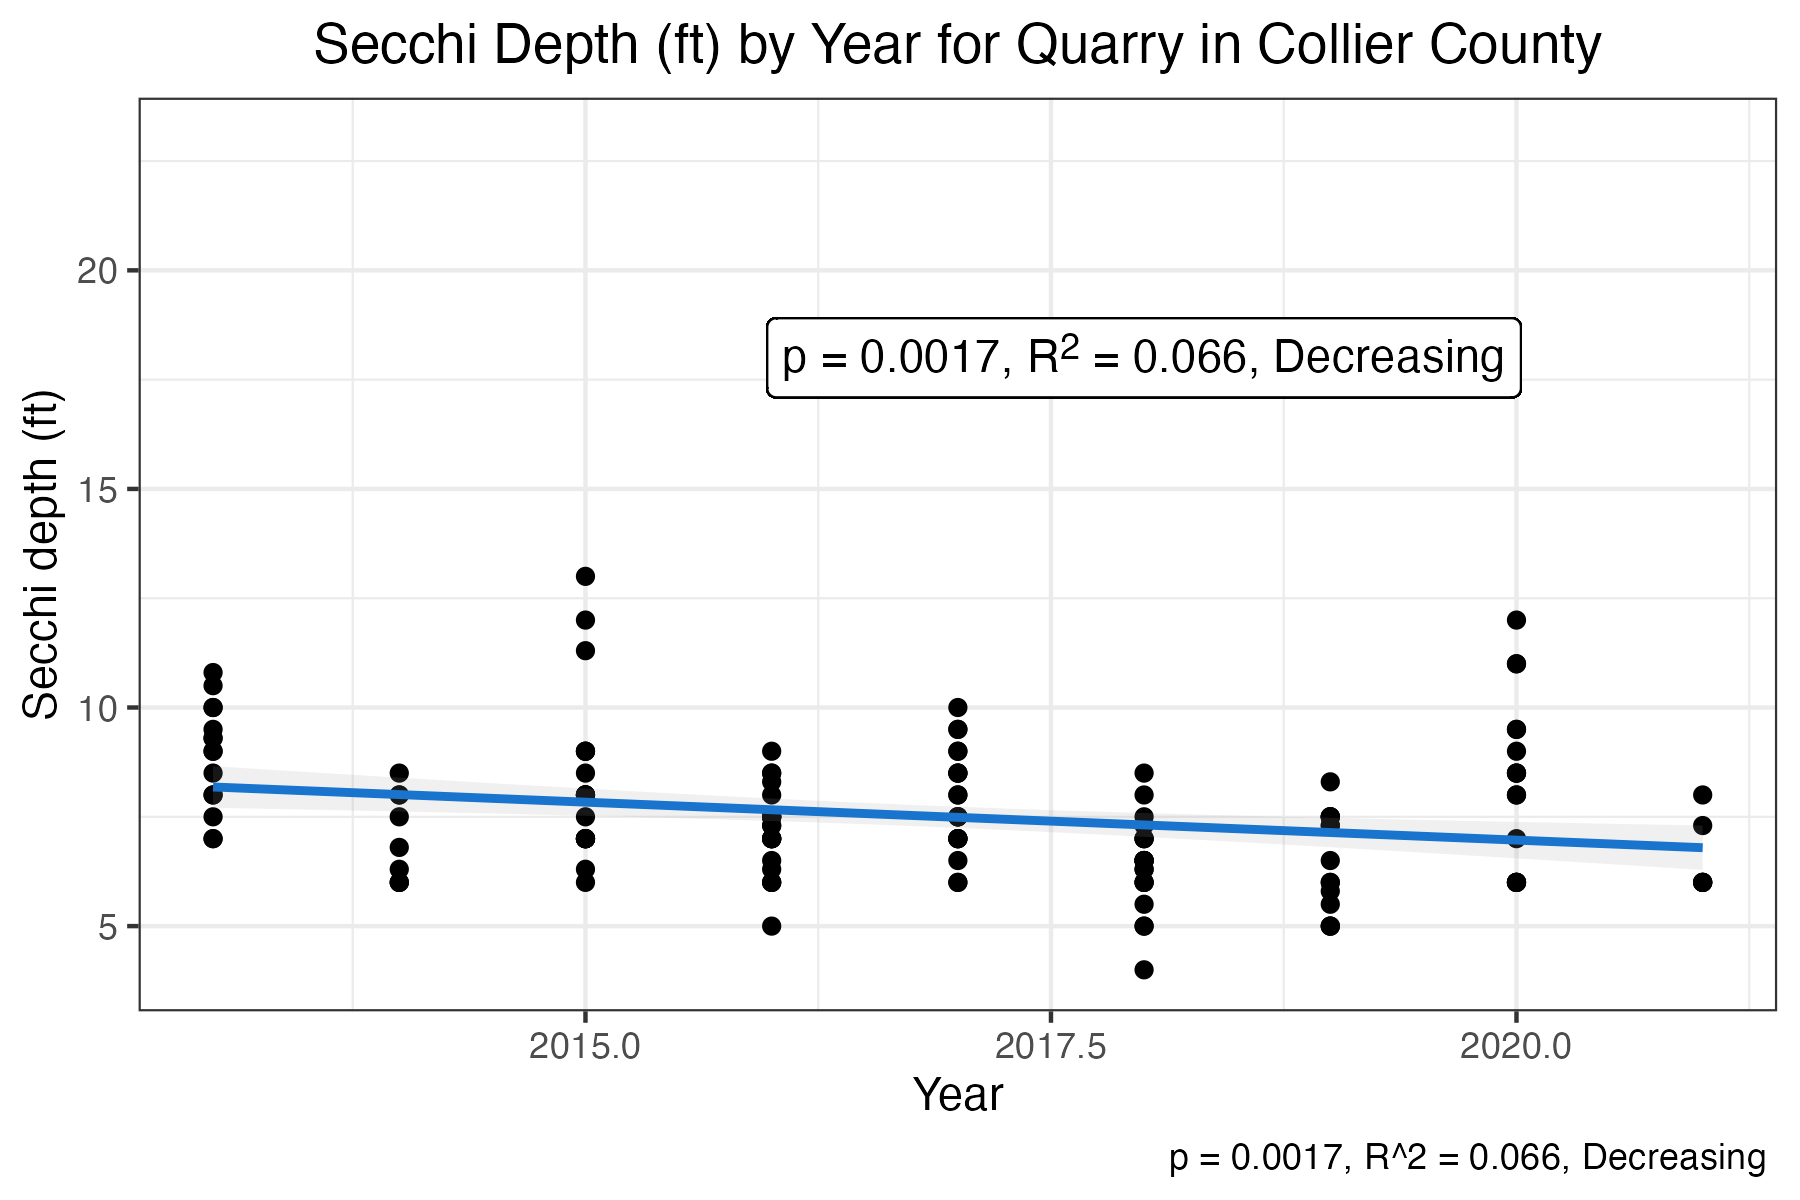 Secchi Depth (ft) by Year for Quarry in Collier County
Secchi depth (ft)
20
15
10
5
p = 0.0017, R² = 0.066, Decreasing
2015.0 2017.5 2020.0
Year
p = 0.0017, R^2 = 0.066, Decreasing